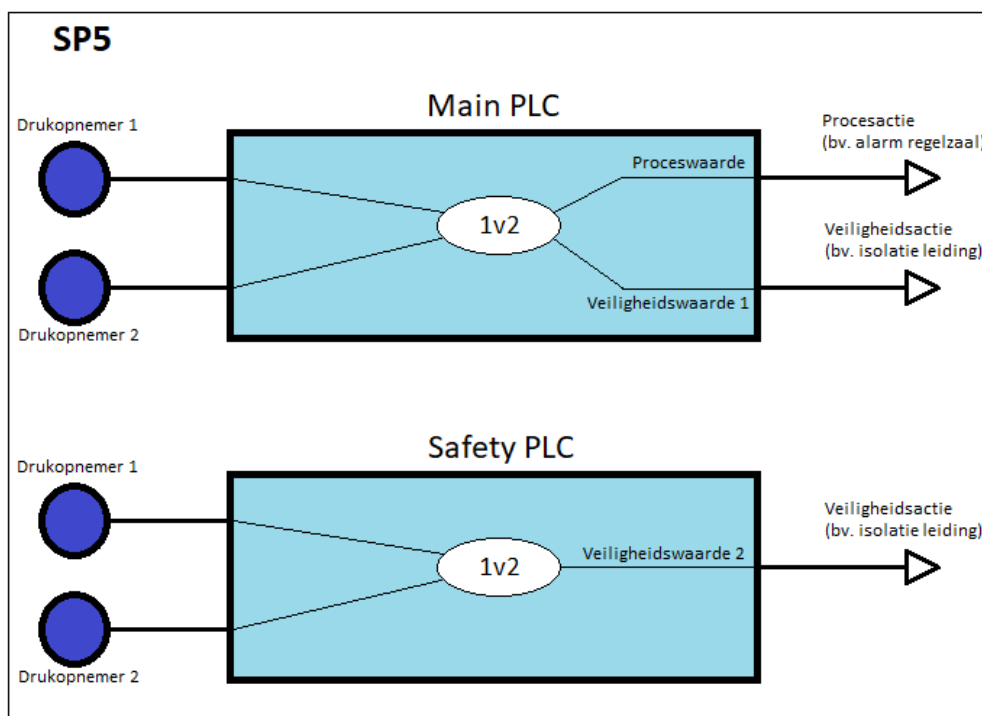 SP5
Main PLC
Drukopnemer 1
Procesactie
(bv. alarm regelzaal)
Proceswaarde
1v2
Veiligheidsactie
(bv. isolatie leiding)
Veiligheidswaarde 1
Drukopnemer 2
Safety PLC
Drukopnemer 1
Veiligheidsactie
(bv. isolatie leiding)
Veiligheidswaarde 2
1v2
Drukopnemer 2